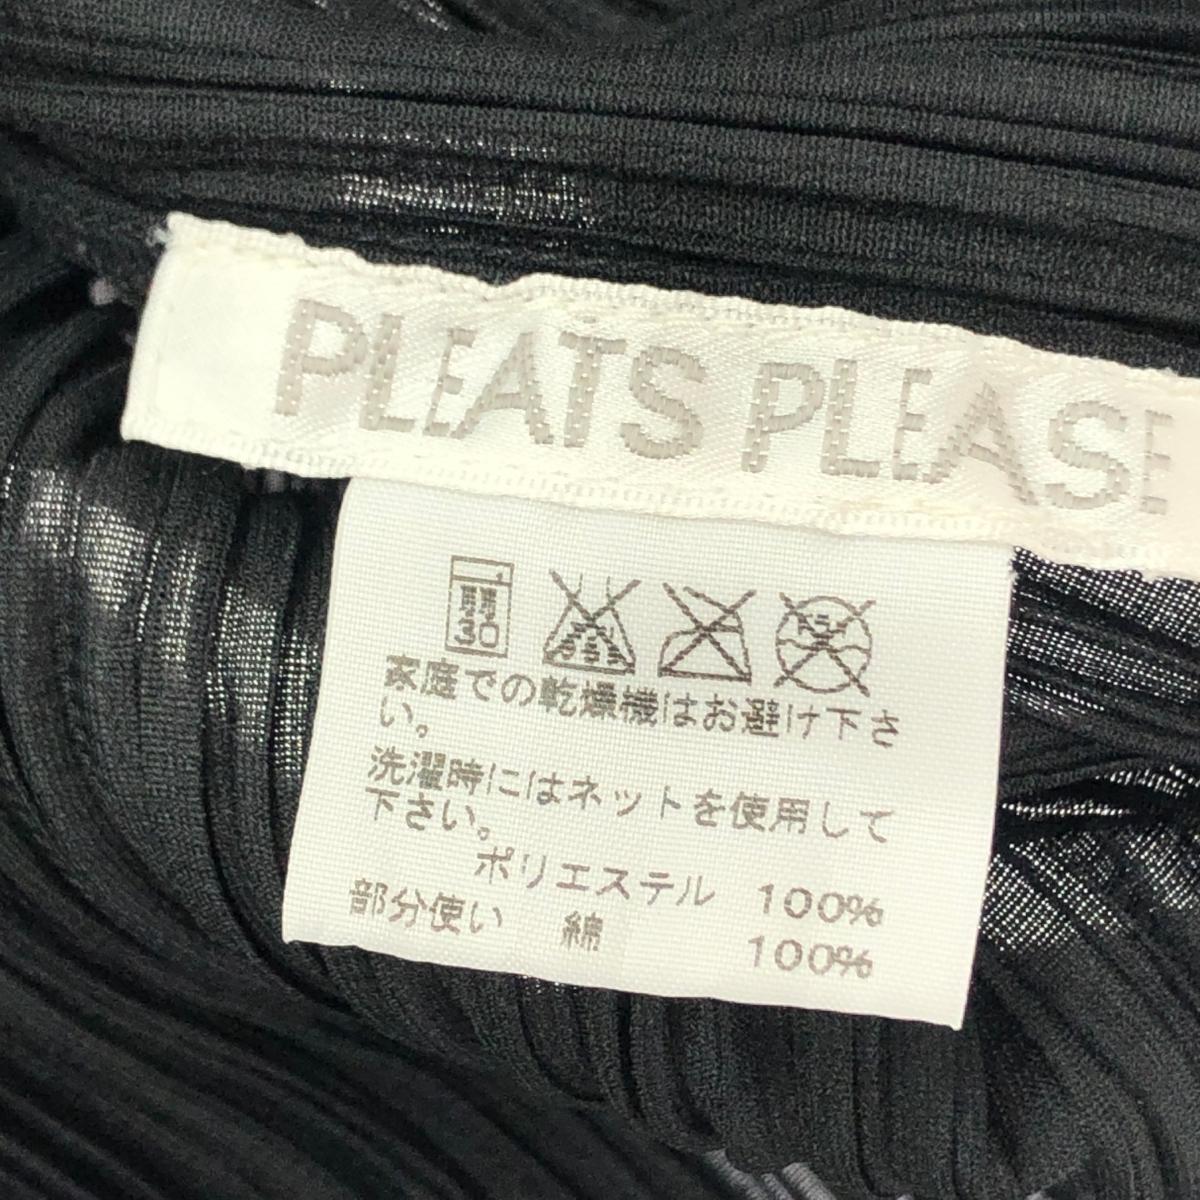 PLEATS PLEASE
弱
30
家庭での乾燥機はお避け下さ
い。
洗濯時にはネットを使用して
下さい。
ポリエステル 100%
部分使い 綿 100%